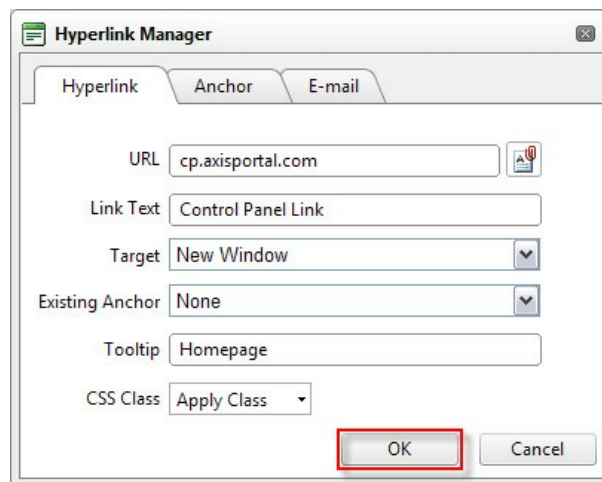 Hyperlink Manager
Hyperlink Anchor E-mail
URL cp.axisportal.com
Link Text Control Panel Link
Target New Window
Existing Anchor None
Tooltip Homepage
CSS Class Apply Class
OK Cancel